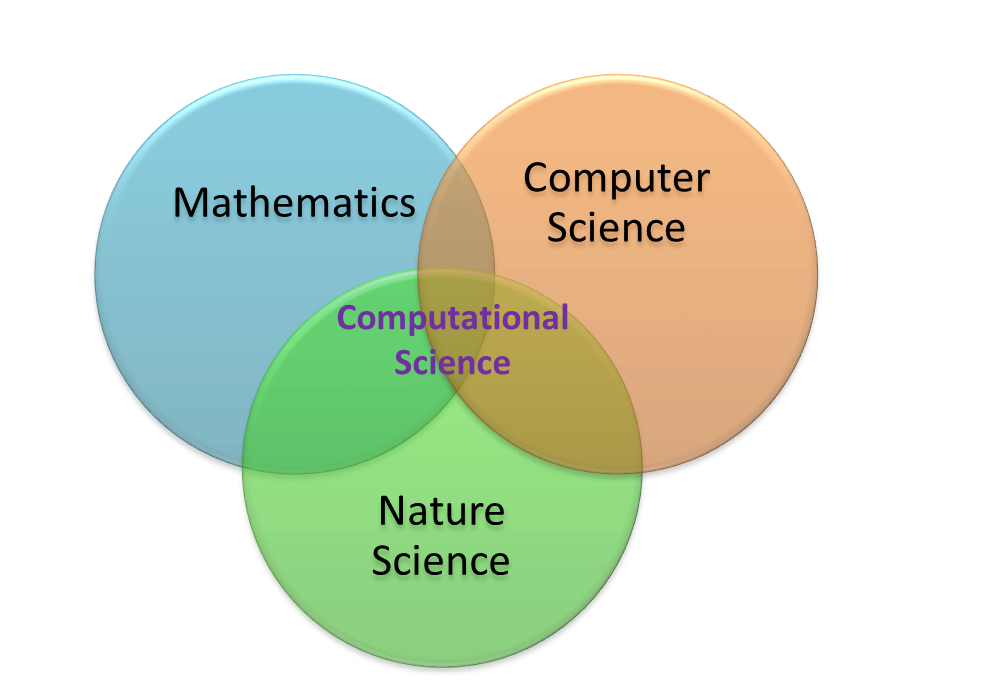 Mathematics
Computer
Science
Computational
Science
Nature
Science